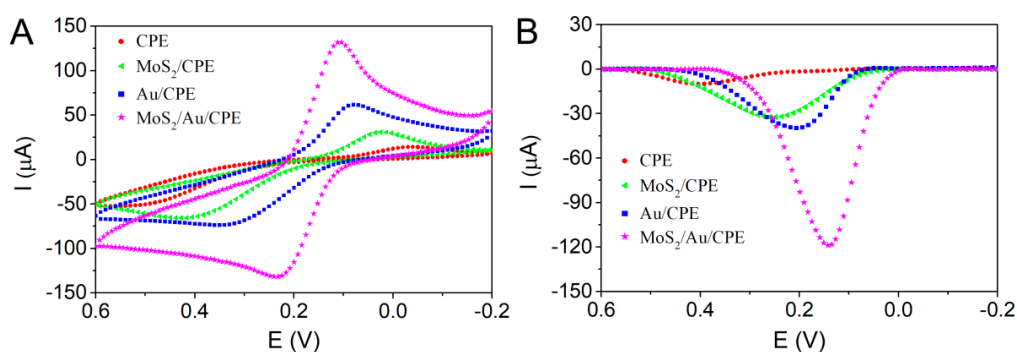 A
150
100
50
0
-50
-100
-150
I (μA)
CPE
MoS2/CPE
Au/CPE
MoS2/Au/CPE
0.6 0.4 0.2 0.0 -0.2
E (V)
B
30
0
-30
-60
-90
-120
-150
I (μA)
CPE
MoS2/CPE
Au/CPE
MoS2/Au/CPE
0.6 0.4 0.2 0.0 -0.2
E (V)